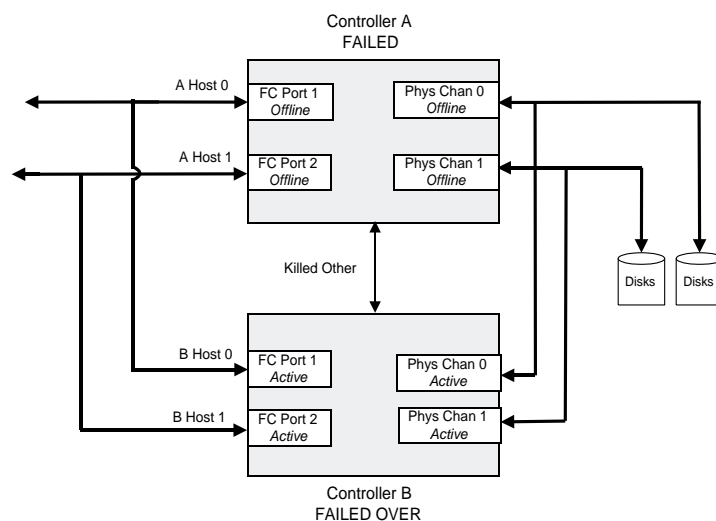 Controller A
FAILED
A Host 0
FC Port 1
Offline
Phys Chan 0
Offline
A Host 1
FC Port 2
Offline
Phys Chan 1
Offline
Killed Other
Disks
Disks
B Host 0
FC Port 1
Active
Phys Chan 0
Active
B Host 1
FC Port 2
Active
Phys Chan 1
Active
Controller B
FAILED OVER